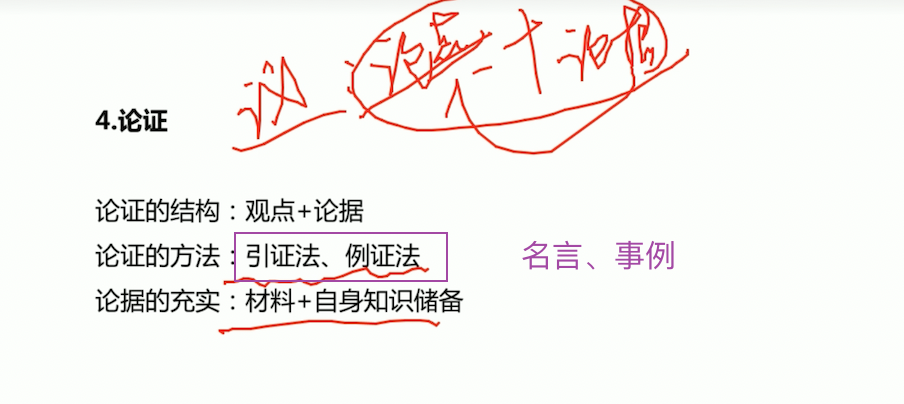 议:论点+论据
4.论证
论证的结构：观点+论据
论证的方法：引证法、例证法
名言、事例
论据的充实：材料+自身知识储备